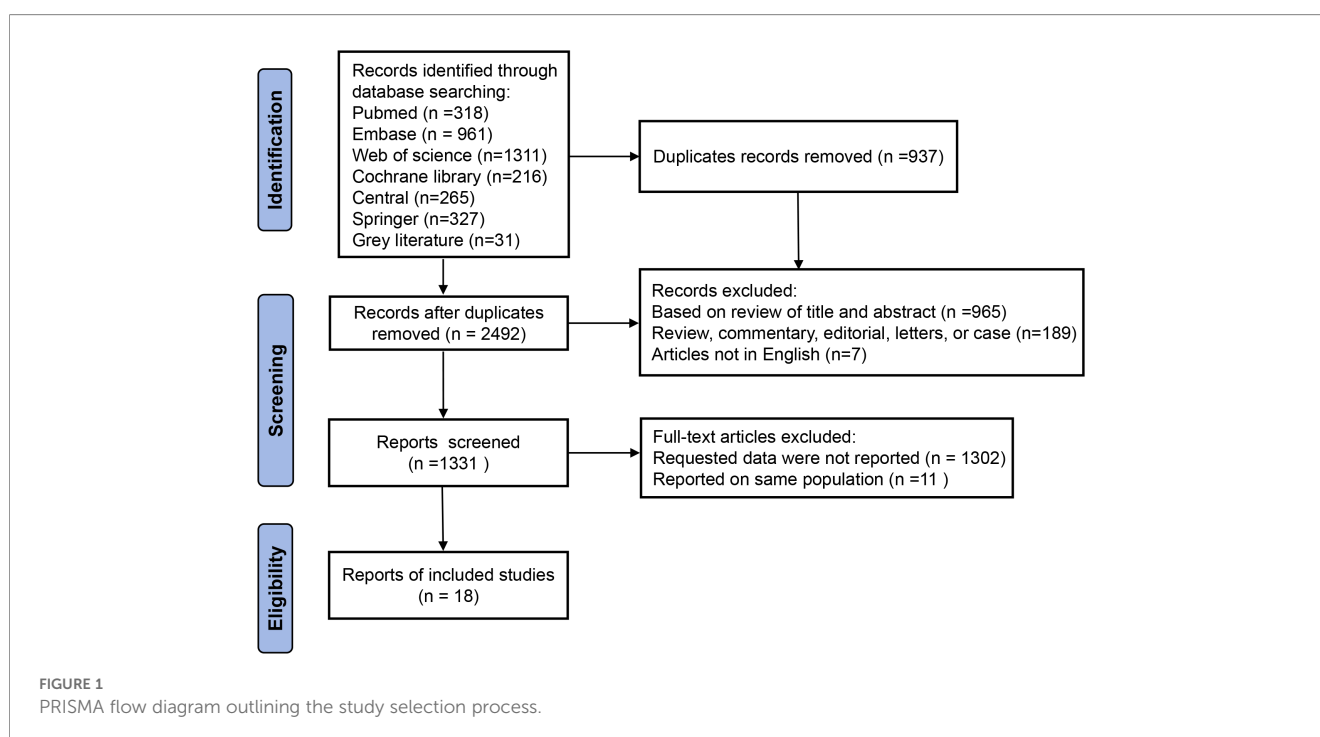 Identification
Records identified through
database searching:
Pubmed (n =318)
Embase (n = 961)
Web of science (n=1311)
Cochrane library (n=216)
Central (n=265)
Springer (n=327)
Grey literature (n=31)
Duplicates records removed (n =937)
Screening
Records after duplicates
removed (n = 2492)
Records excluded:
Based on review of title and abstract (n =965)
Review, commentary, editorial, letters, or case (n=189)
Articles not in English (n=7)
Reports screened
(n =1331 )
Full-text articles excluded:
Requested data were not reported (n = 1302)
Reported on same population (n =11 )
Eligibility
Reports of included studies
(n = 18)
FIGURE 1
PRISMA flow diagram outlining the study selection process.